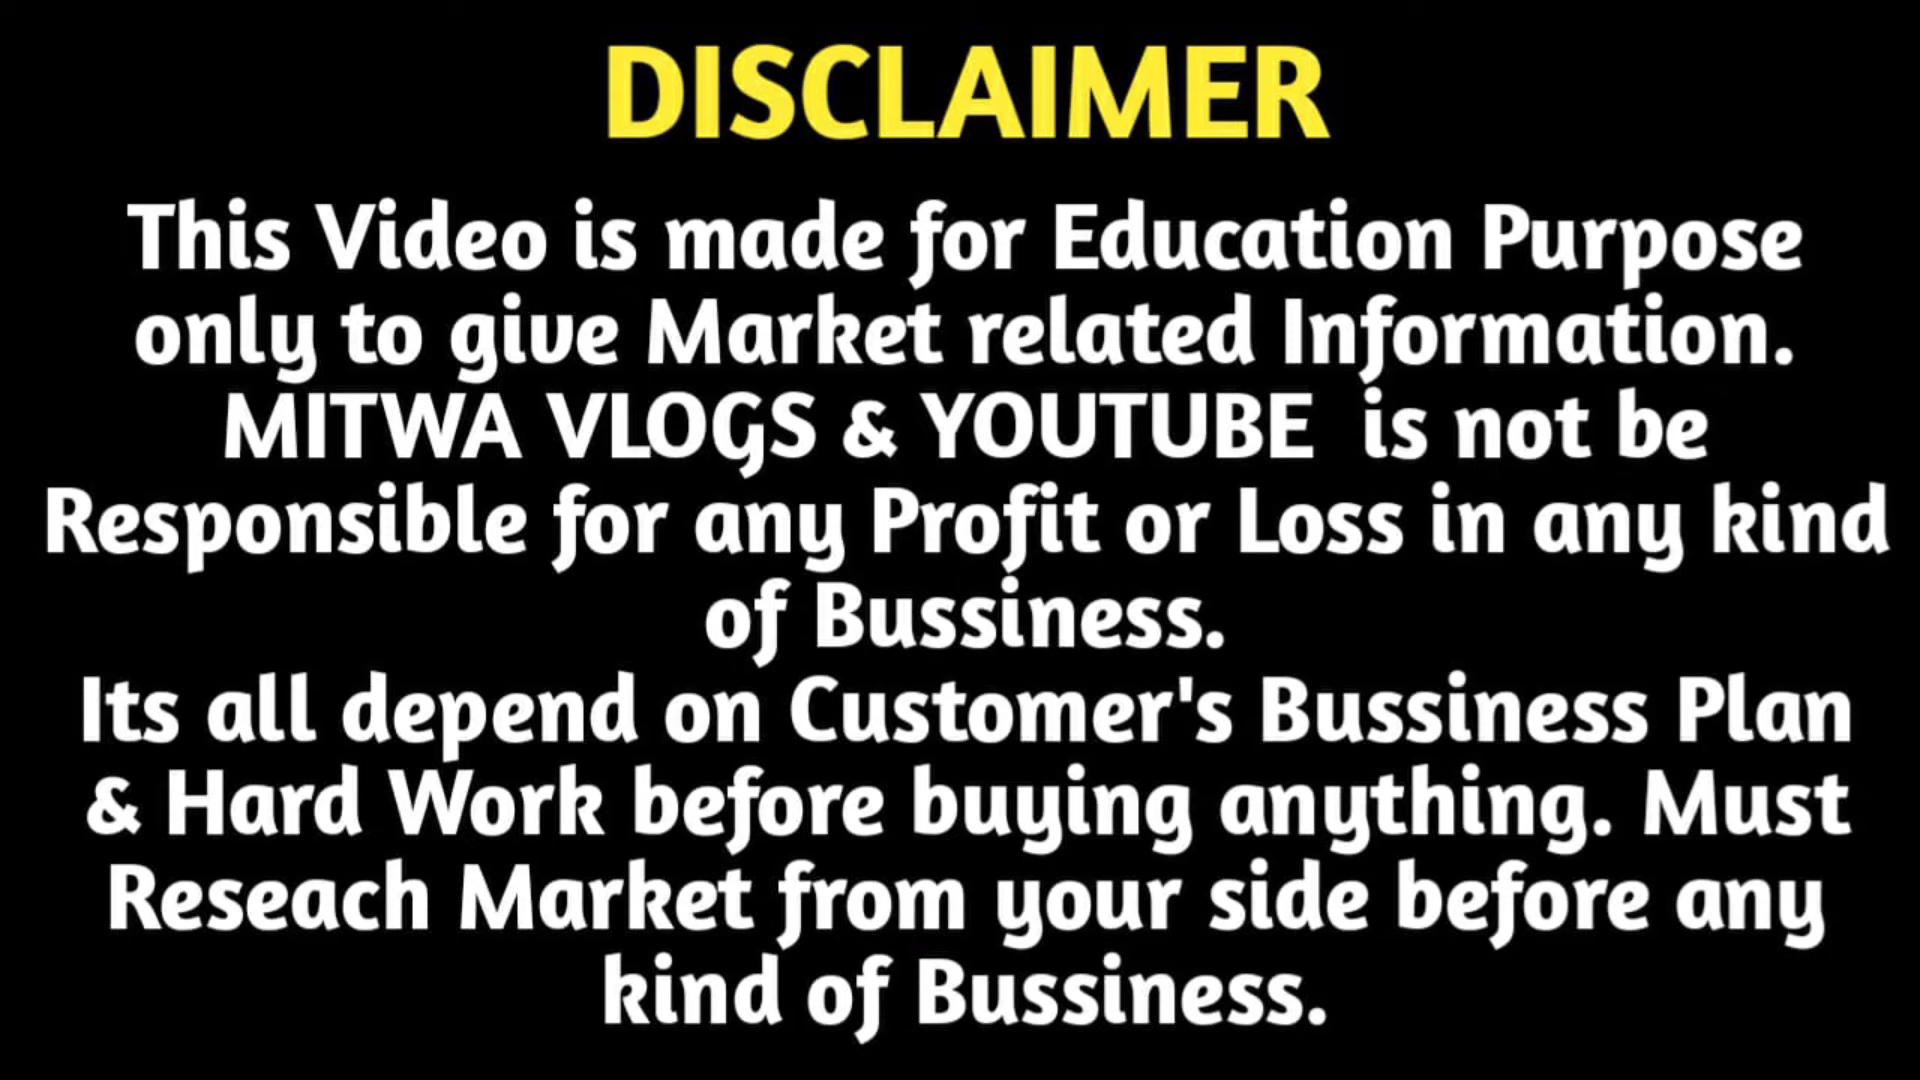 DISCLAIMER
This Video is made for Education Purpose
only to give Market related Information.
MITWA VLOGS & YOUTUBE is not be
Responsible for any Profit or Loss in any kind
of Bussiness.
Its all depend on Customer's Bussiness Plan
& Hard Work before buying anything. Must
Reseach Market from your side before any
kind of Bussiness.